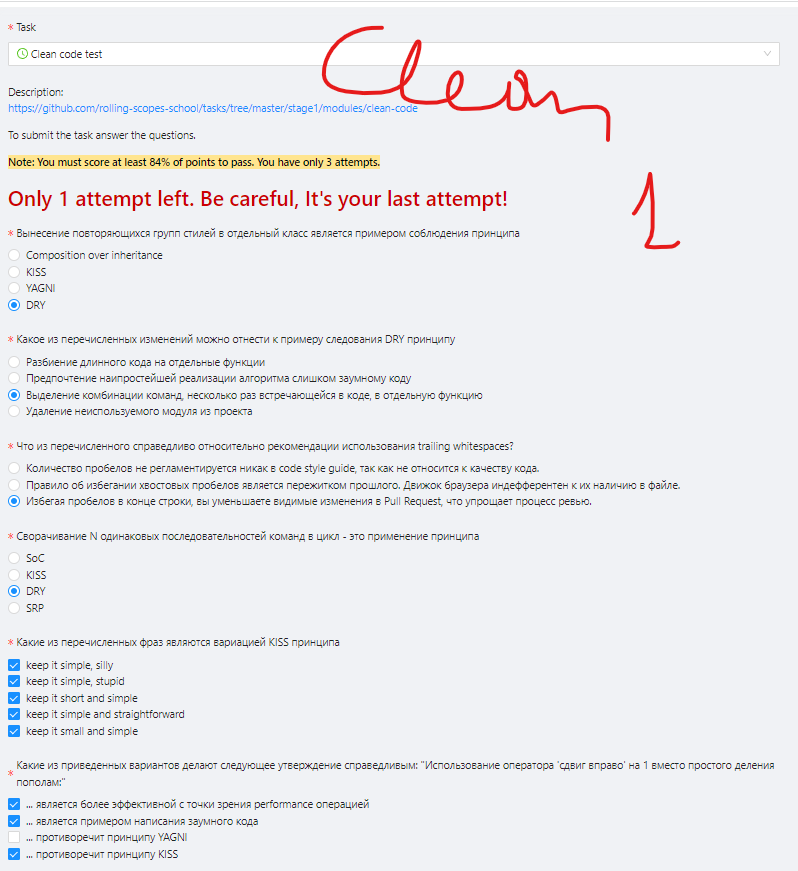 * Task
Clean code test
Clean
Description:
https://github.com/rolling-scopes-school/tasks/tree/master/stage1/modules/clean-code
To submit the task answer the questions.
Note: You must score at least 84% of points to pass. You have only 3 attempts.
Only 1 attempt left. Be careful, It's your last attempt!
1
* Вынесение повторяющихся групп стилей в отдельный класс является примером соблюдения принципа
Composition over inheritance
KISS
YAGNI
DRY
* Какое из перечисленных изменений можно отнести к примеру следования DRY принципу
Разбиение длинного кода на отдельные функции
Предпочтение наипростейшей реализации алгоритма слишком заумному коду
Выделение комбинации команд, несколько раз встречающейся в коде, в отдельную функцию
Удаление неиспользуемого модуля из проекта
* Что из перечисленного справедливо относительно рекомендации использования trailing whitespaces?
Количество пробелов не регламентируется никак в code style guide, так как не относится к качеству кода.
Правило об избегании хвостовых пробелов является пережитком прошлого. Движок браузера индефферентен к их наличию в файле.
Избегая пробелов в конце строки, вы уменьшаете видимые изменения в Pull Request, что упрощает процесс ревью.
* Сворачивание N одинаковых последовательностей команд в цикл - это применение принципа
SoC
KISS
DRY
SRP
* Какие из перечисленных фраз являются вариацией KISS принципа
keep it simple, silly
keep it simple, stupid
keep it short and simple
keep it simple and straightforward
keep it small and simple
* Какие из приведенных вариантов делают следующее утверждение справедливым: "Использование оператора 'сдвиг вправо' на 1 вместо простого деления
пополам:"
... является более эффективной с точки зрения performance операцией
... является примером написания заумного кода
... противоречит принципу YAGNI
... противоречит принципу KISS